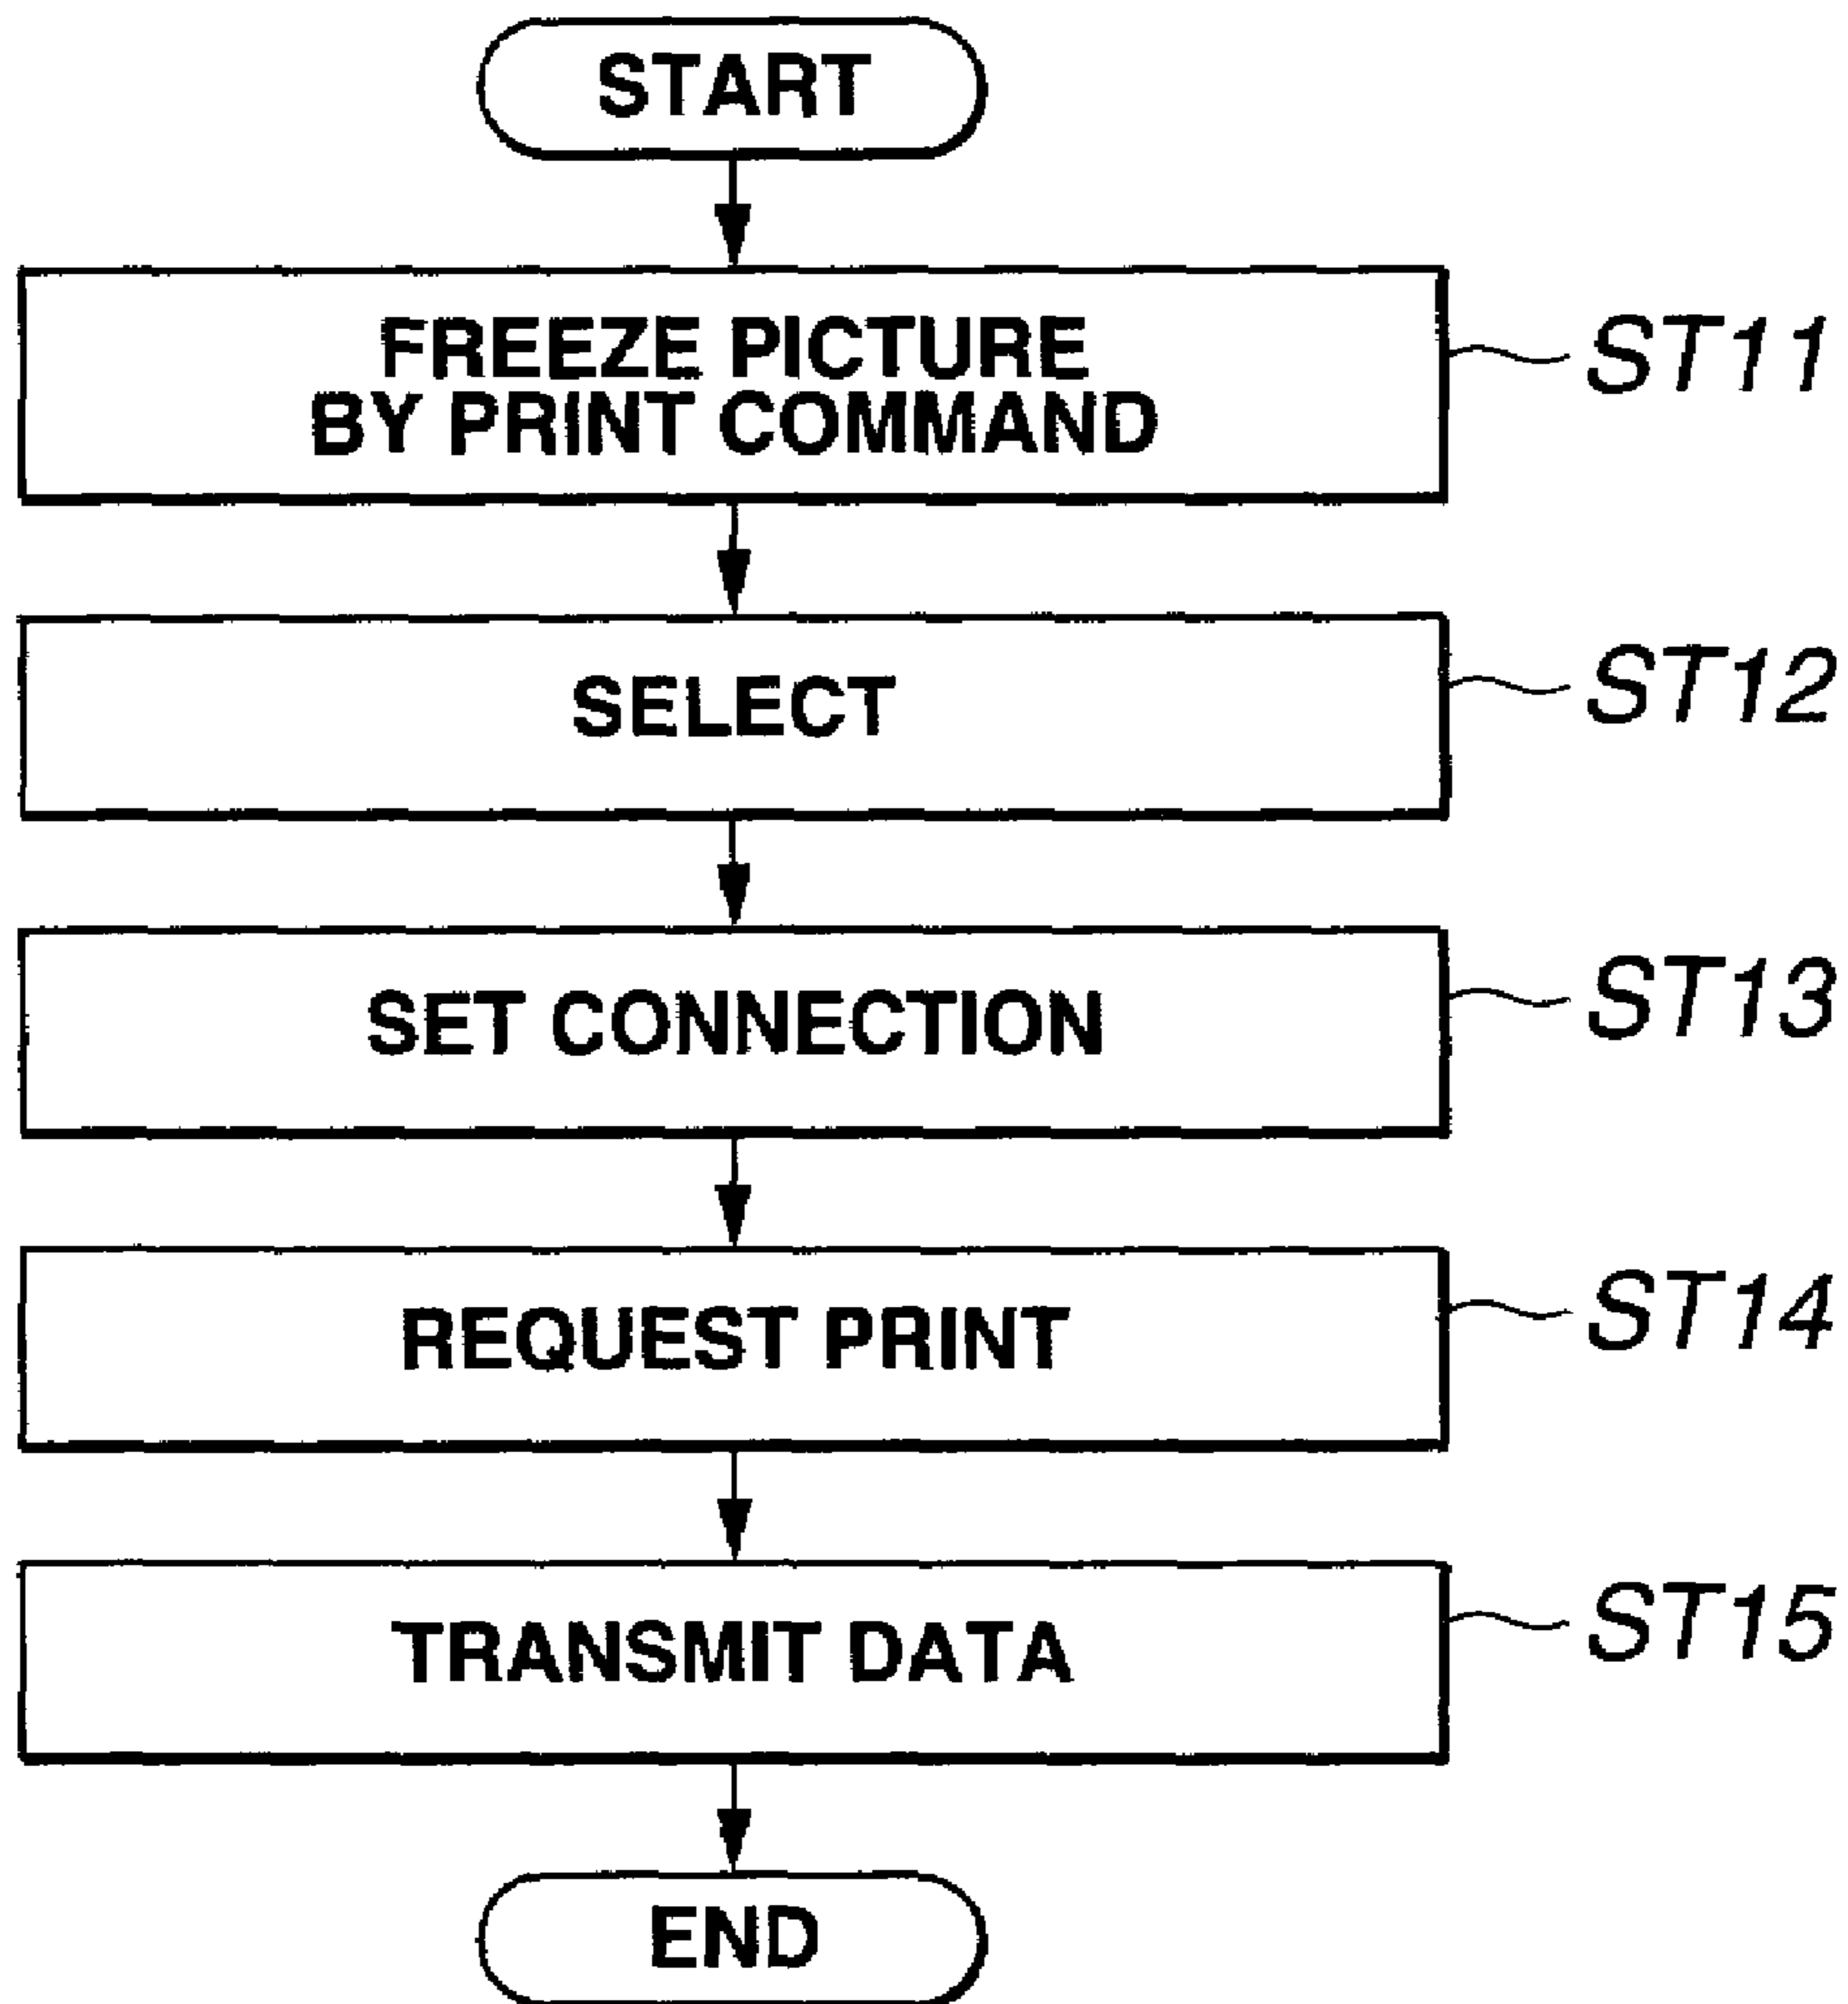 START
FREEZE PICTURE
BY PRINT COMMAND
ST11
SELECT
ST12
SET CONNECTION
ST13
REQUEST PRINT
ST14
TRANSMIT DATA
ST15
END